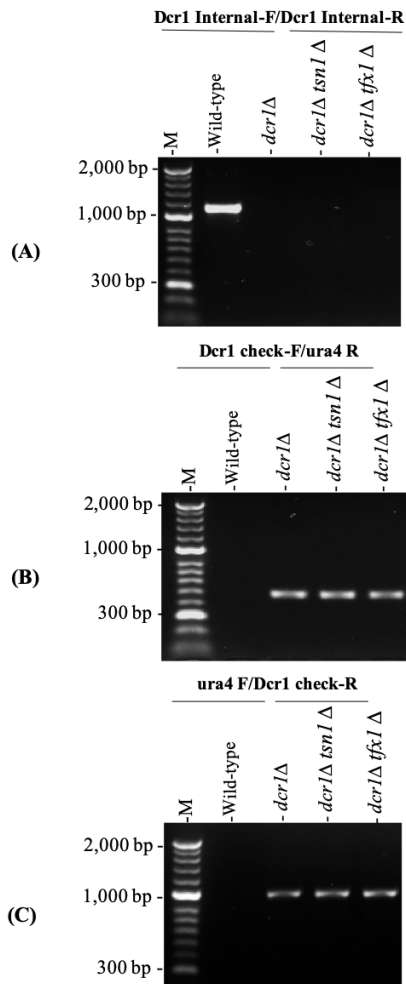 Dcr1 Internal-F/Dcr1 Internal-R
-M
-Wild-type
- dcr1Δ
- dcr1Δ tsn1 Δ
- dcr1Δ tfx1 Δ
2,000 bp -
1,000 bp -
300 bp -
(A)
Dcr1 check-F/ura4 R
-M
-Wild-type
- dcr1Δ
- dcr1Δ tsn1 Δ
- dcr1Δ tfx1 Δ
2,000 bp -
1,000 bp -
300 bp -
(B)
ura4 F/Dcr1 check-R
-M
-Wild-type
- dcr1Δ
- dcr1Δ tsn1 Δ
- dcr1Δ tfx1 Δ
2,000 bp -
1,000 bp -
300 bp -
(C)